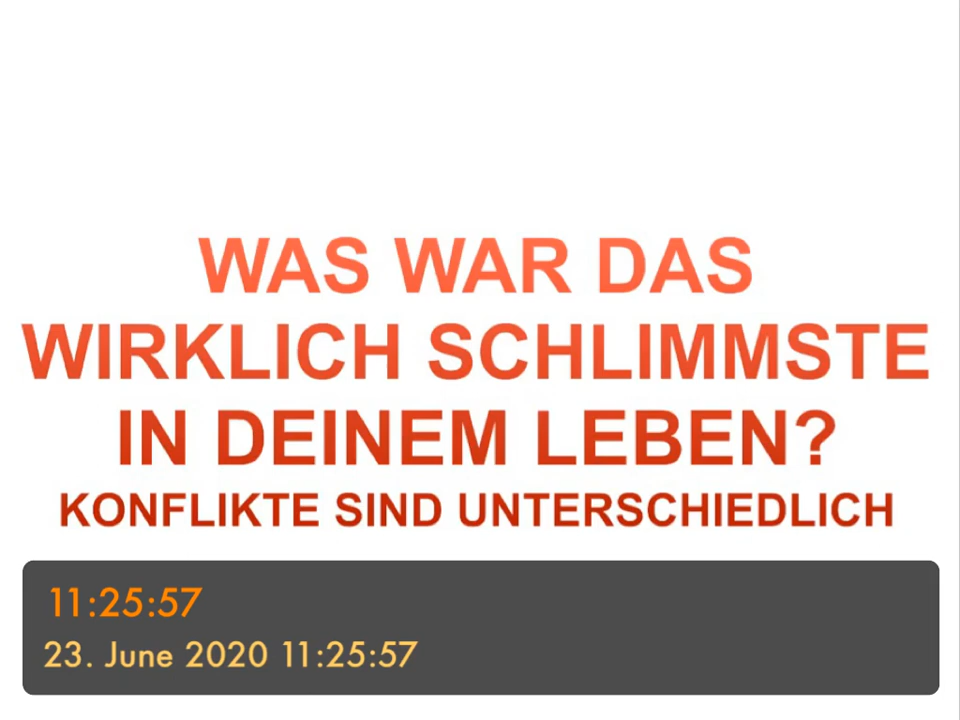 WAS WAR DAS
WIRKLICH SCHLIMMSTE
IN DEINEM LEBEN?
KONFLIKTE SIND UNTERSCHIEDLICH
11:25:57
23. June 2020 11:25:57